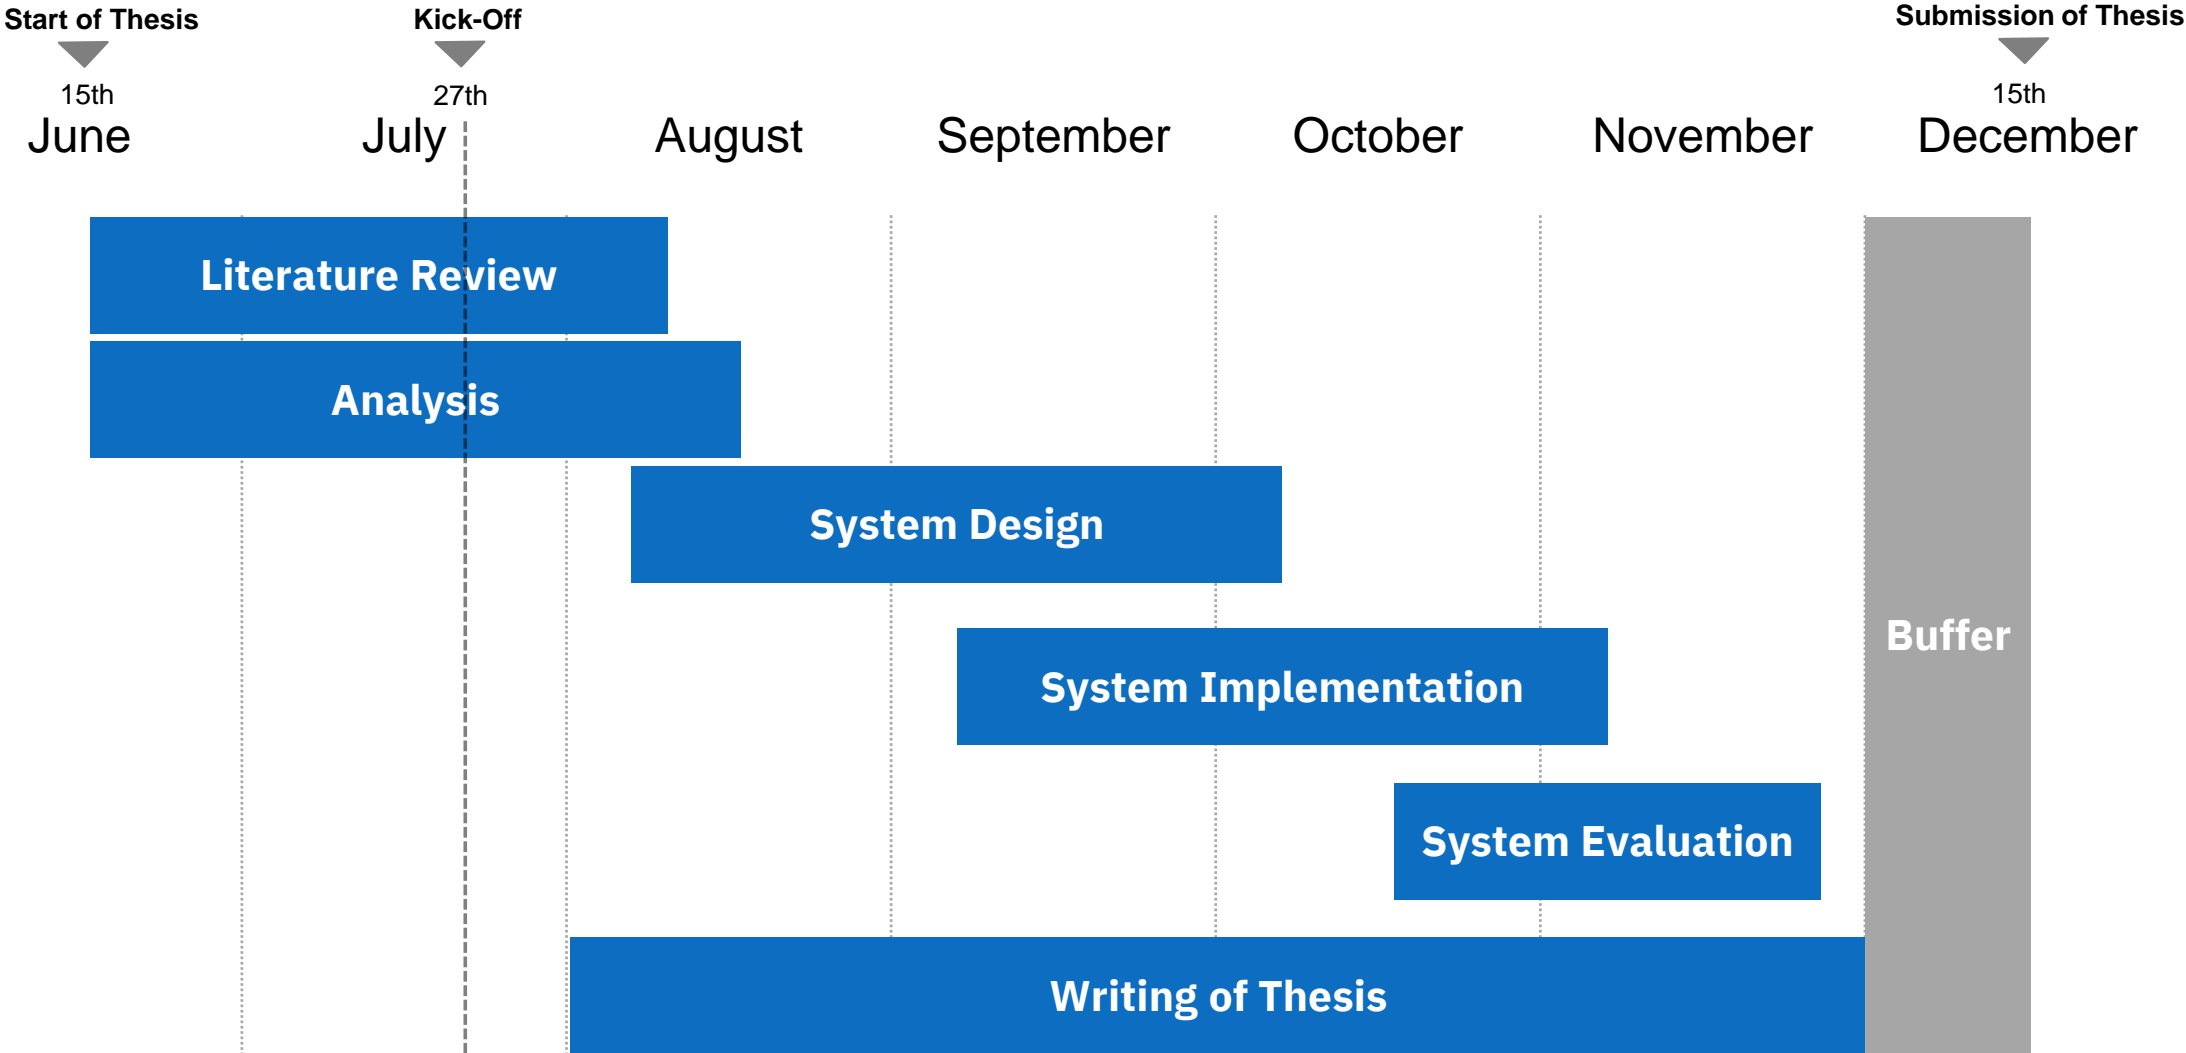 Start of Thesis
Kick-Off
Submission of Thesis
15th
27th
15th
June
July
August
September
October
November
December
Literature Review
Analysis
System Design
Buffer
System Implementation
System Evaluation
Writing of Thesis